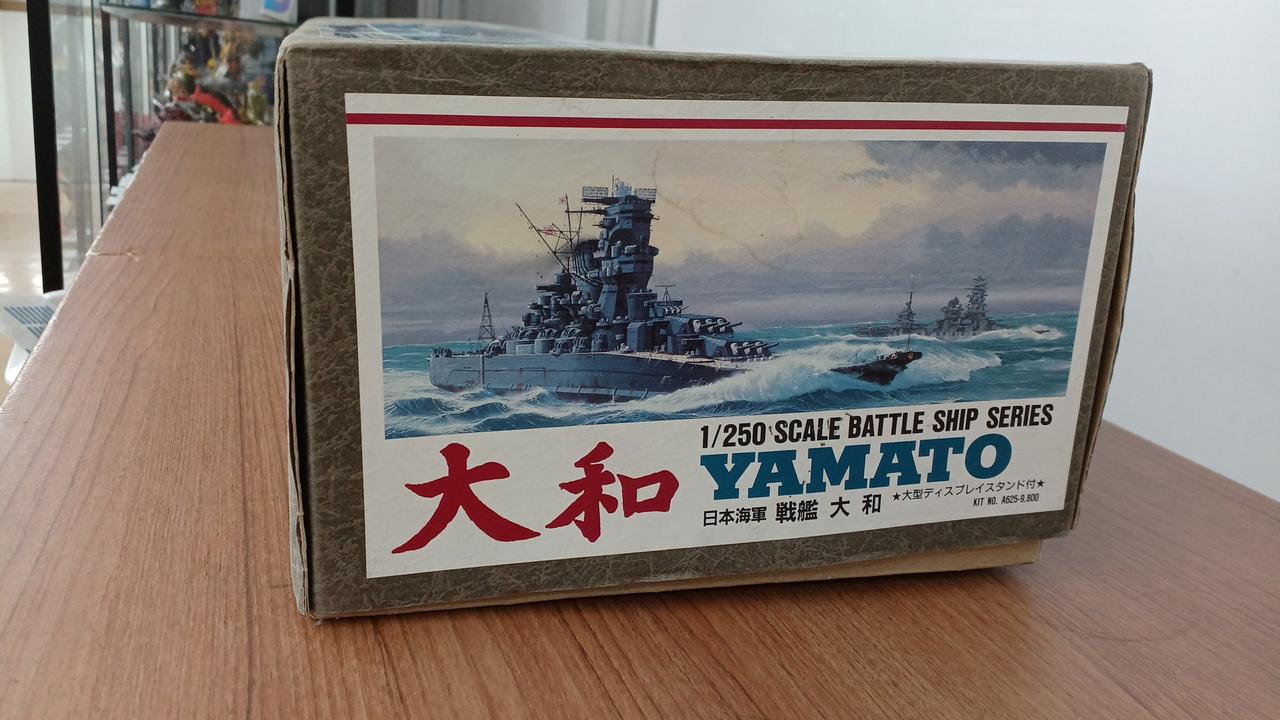 1/250 SCALE BATTLE SHIP SERIES
大和
YAMATO
★大型ディスプレイスタンド付★
日本海軍 戦艦 大和
KIT NO. A625-9,800